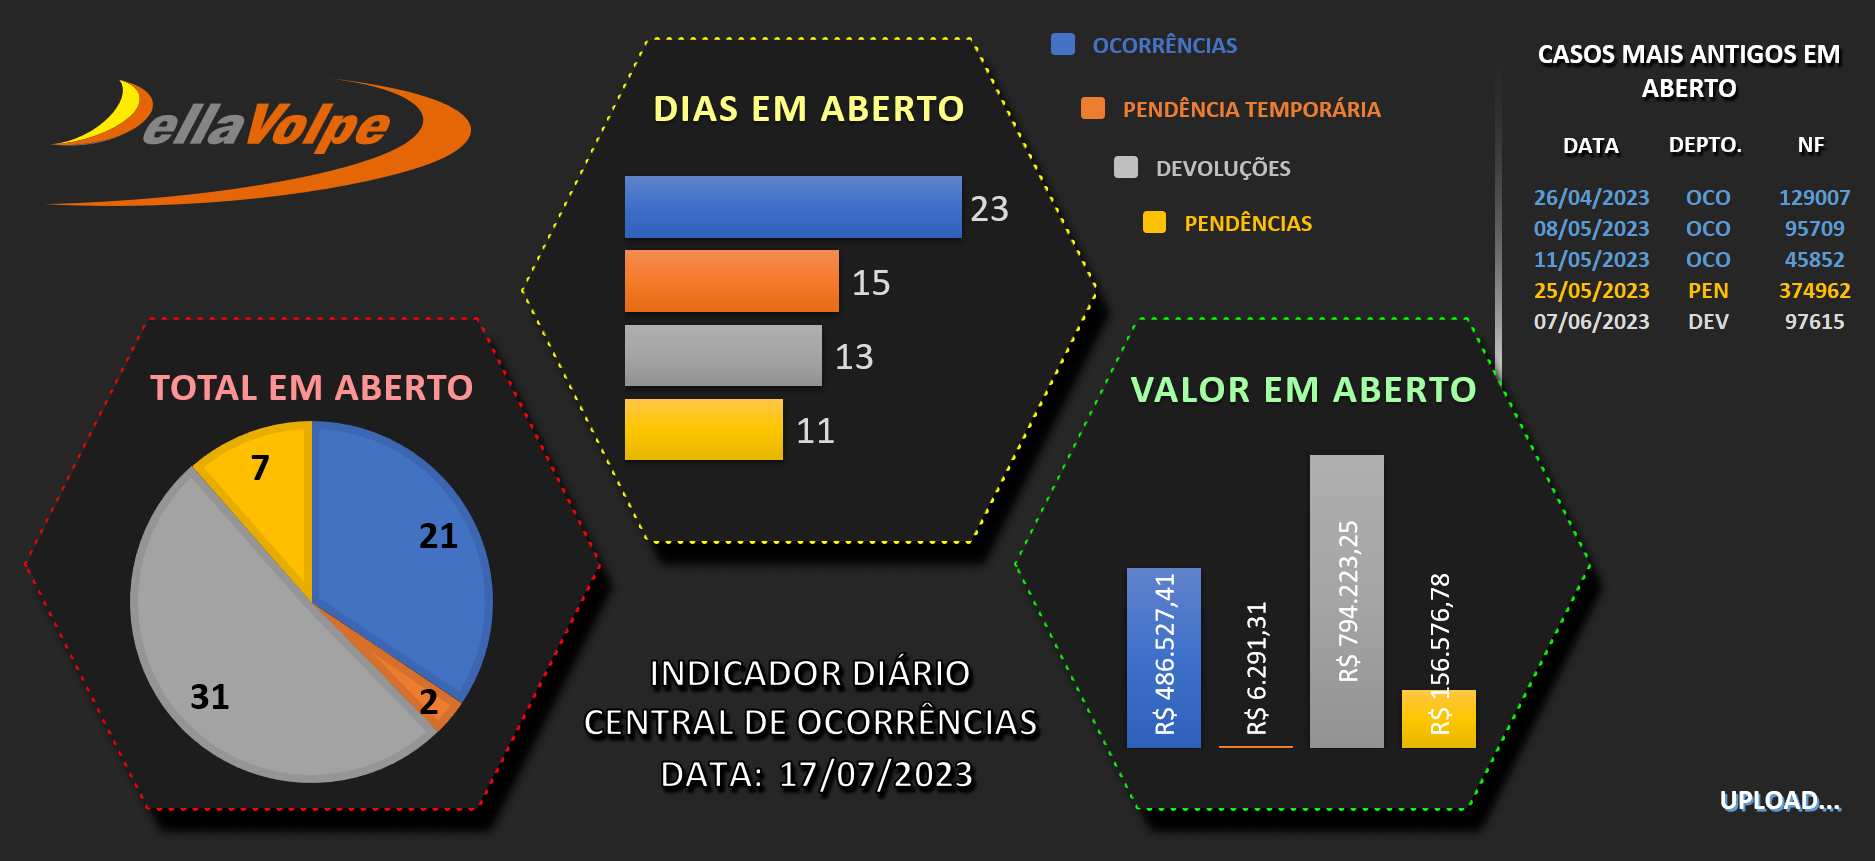 DellaVolpe
DIAS EM ABERTO
23
15
13
11
OCORRÊNCIAS
PENDÊNCIA TEMPORÁRIA
DEVOLUÇÕES
PENDÊNCIAS
CASOS MAIS ANTIGOS EM
ABERTO
DATA DEPTO. NF
26/04/2023 OCO 129007
08/05/2023 OCO 95709
11/05/2023 OCO 45852
25/05/2023 PEN 374962
07/06/2023 DEV 97615
TOTAL EM ABERTO
7
21
31
2
VALOR EM ABERTO
R$ 486.527,41
R$ 6.291,31
R$ 794.223,25
R$ 156.576,78
INDICADOR DIÁRIO
CENTRAL DE OCORRÊNCIAS
DATA: 17/07/2023
UPLOAD...